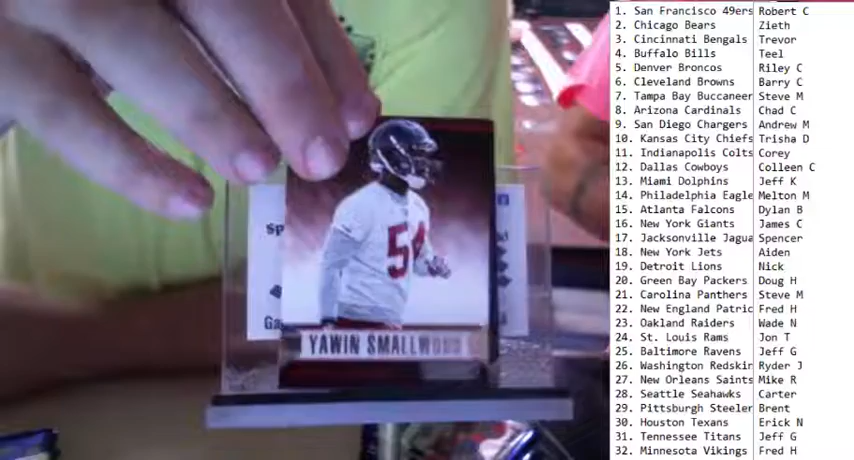 1. San Francisco 49ers Robert C
2. Chicago Bears Zieth
3. Cincinnati Bengals Trevor
4. Buffalo Bills Teel
5. Denver Broncos Riley C
6. Cleveland Browns Barry C
7. Tampa Bay Buccaneer Steve M
8. Arizona Cardinals Chad C
9. San Diego Chargers Andrew M
10. Kansas City Chiefs Trisha D
11. Indianapolis Colts Corey
12. Dallas Cowboys Colleen C
13. Miami Dolphins Jeff K
14. Philadelphia Eagle Melton M
15. Atlanta Falcons Dylan B
16. New York Giants James C
17. Jacksonville Jagua Spencer
18. New York Jets Aiden
19. Detroit Lions Nick
20. Green Bay Packers Doug H
21. Carolina Panthers Steve M
22. New England Patric Fred H
23. Oakland Raiders Wade N
24. St. Louis Rams Jon T
25. Baltimore Ravens Jeff G
26. Washington Redskin Ryder J
27. New Orleans Saints Mike R
28. Seattle Seahawks Carter
29. Pittsburgh Steeler Brent
30. Houston Texans Erick N
31. Tennessee Titans Jeff G
32. Minnesota Vikings Fred H
54
YAWIN SMALLWOOD